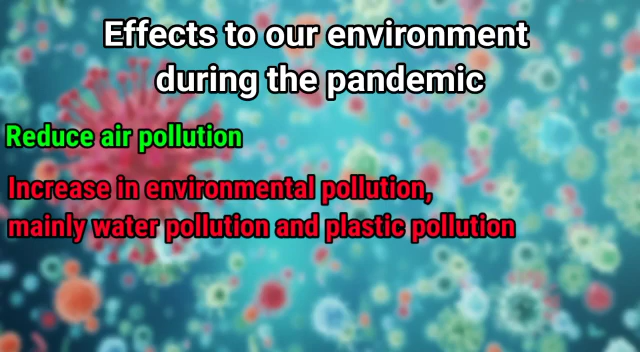 Effects to our environment
during the pandemic
Reduce air pollution
Increase in environmental pollution,
mainly water pollution and plastic pollution